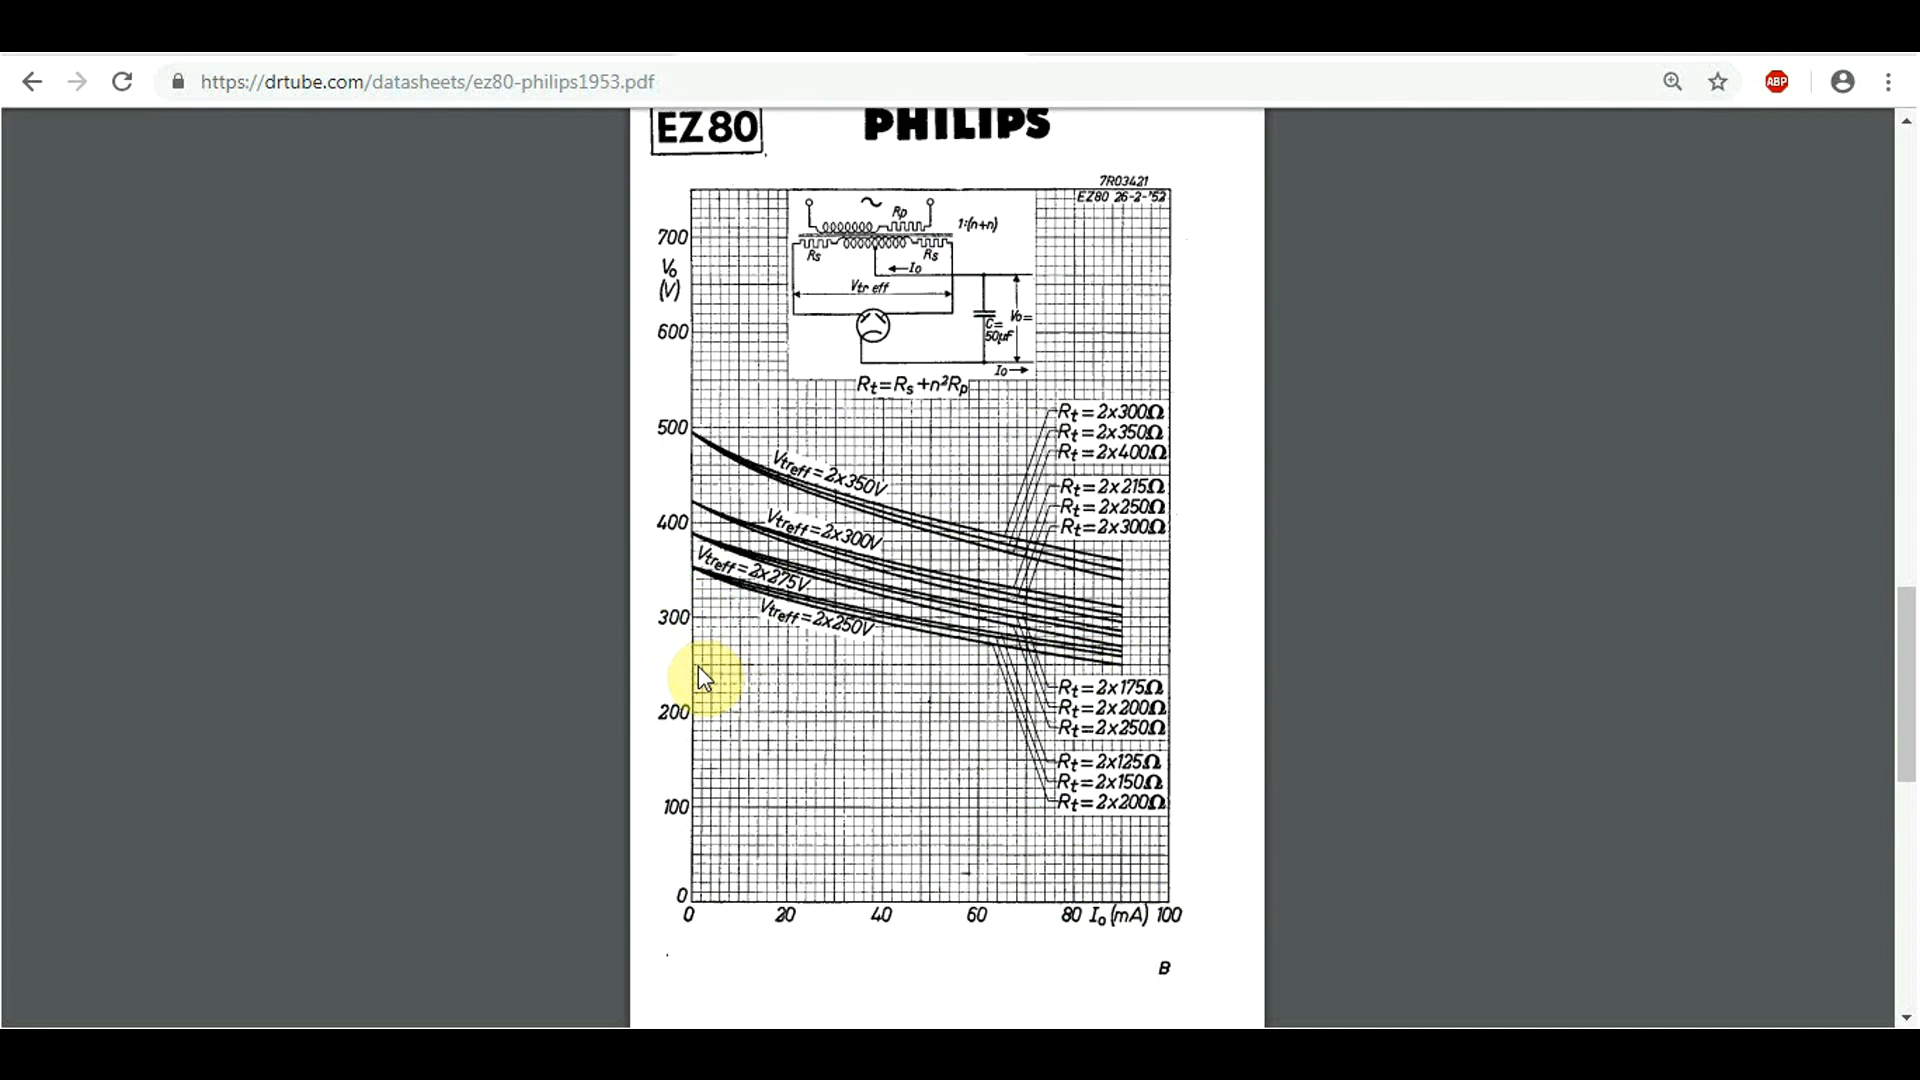 https://drtube.com/datasheets/ez80-philips1953.pdf
ABP
EZ80
PHILIPS
7R03421
EZ80 26-2-'52
~
Rp
1:(n+n)
Rs
Rs
←Io
Vtr eff
C=
50µF
Vo=
Io→
Rt=Rs+n²Rp
700
Vo
(V)
600
500
400
300
200
100
0
Vtreff=2x350V
Vtreff=2x300V
Vtreff=2x275V
Vtreff=2x250V
Rt=2x300Ω
Rt=2x350Ω
Rt=2x400Ω
Rt=2x215Ω
Rt=2x250Ω
Rt=2x300Ω
Rt=2x175Ω
Rt=2x200Ω
Rt=2x250Ω
Rt=2x125Ω
Rt=2x150Ω
Rt=2x200Ω
0 20 40 60 80 Io(mA) 100
B